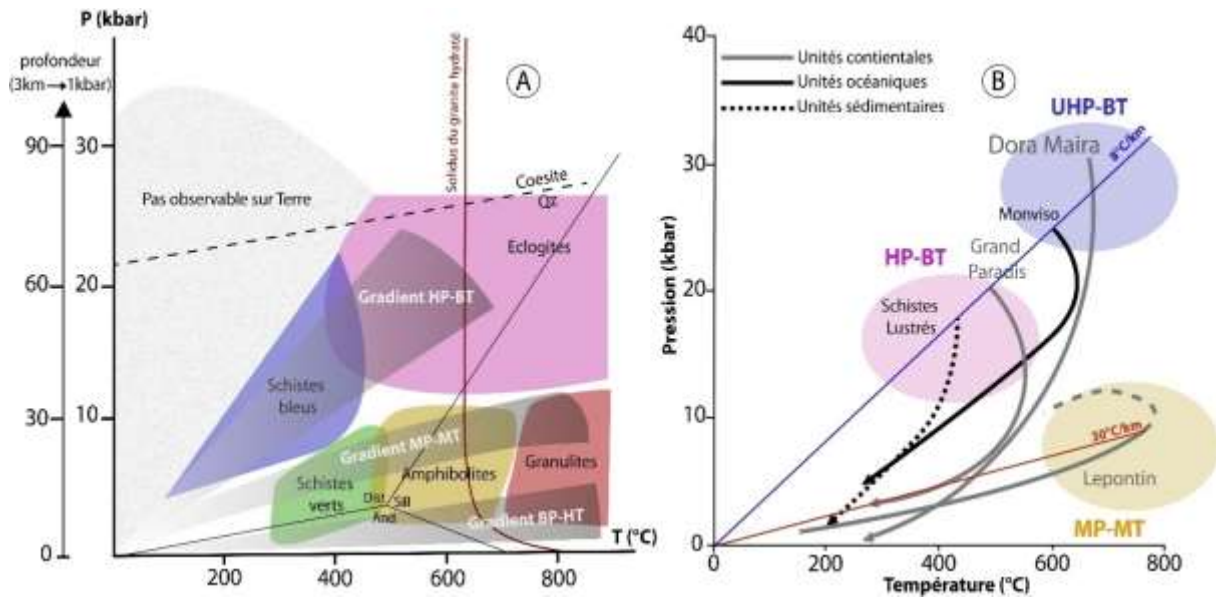 P (kbar)
profondeur
(3km→1kbar)
Solidus du granite hydraté
A
90
30
Pas observable sur Terre
Coesite
Qz
Eclogites
60
20
Gradient HP-BT
Schistes
bleus
30
10
Gradient MP-MT
Schistes
verts
Amphibolites
Granulites
Dist
Sill
And
Gradient BP-HT
0
0
T (°C)
200
400
600
800
40
Unités contientales
Unités océaniques
Unités sédimentaires
B
UHP-BT
8°C/km
Dora Maira
30
Monviso
HP-BT
Grand
Paradis
20
Schistes
Lustrés
Pression (kbar)
10
30°C/km
Lepontin
MP-MT
0
0
200
400
600
800
Température (°C)